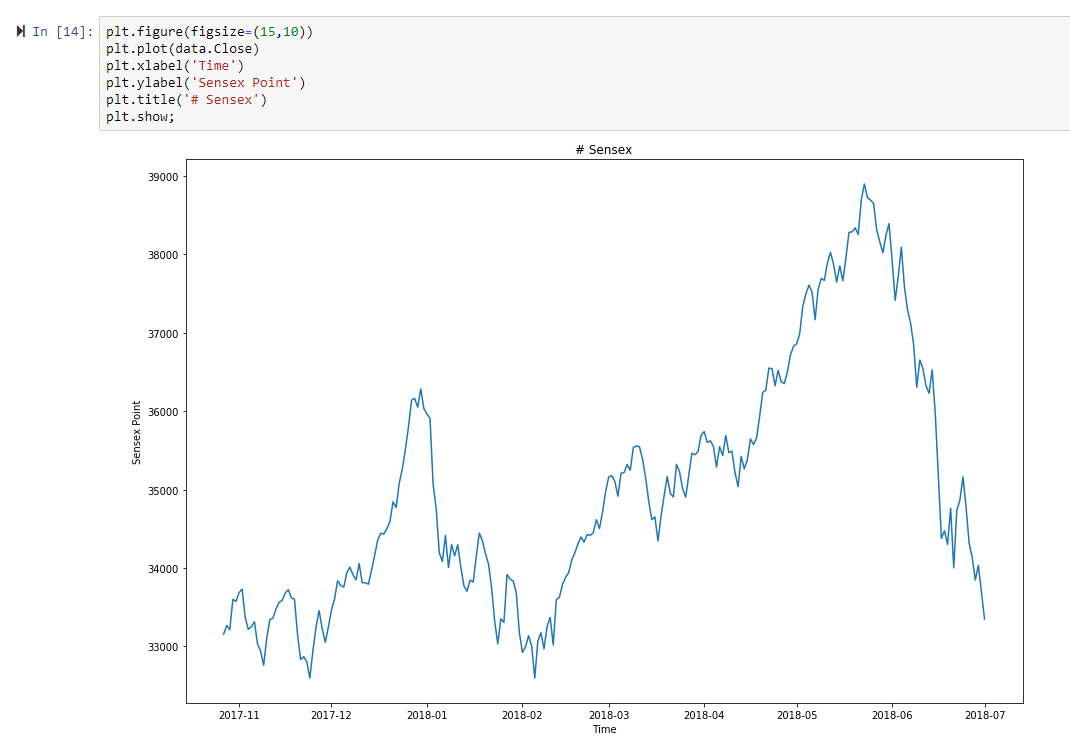 In [14]:
plt.figure(figsize=(15,10))
plt.plot(data.Close)
plt.xlabel('Time')
plt.ylabel('Sensex Point')
plt.title('# Sensex')
plt.show;
# Sensex
39000
38000
37000
36000
35000
34000
33000
Sensex Point
2017-11 2017-12 2018-01 2018-02 2018-03 2018-04 2018-05 2018-06 2018-07
Time